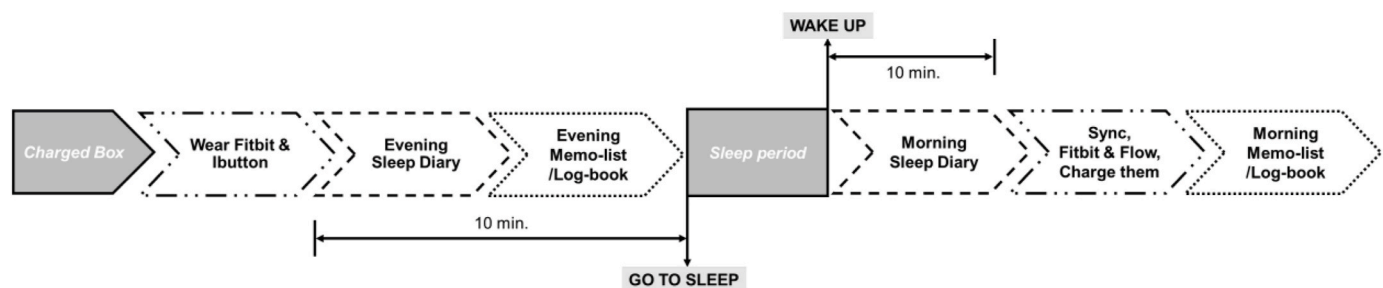 WAKE UP
10 min.
Charged Box
Wear Fitbit &
Ibutton
Evening
Sleep Diary
Evening
Memo-list
/Log-book
Sleep period
Morning
Sleep Diary
Sync,
Fitbit & Flow,
Charge them
Morning
Memo-list
/Log-book
10 min.
GO TO SLEEP